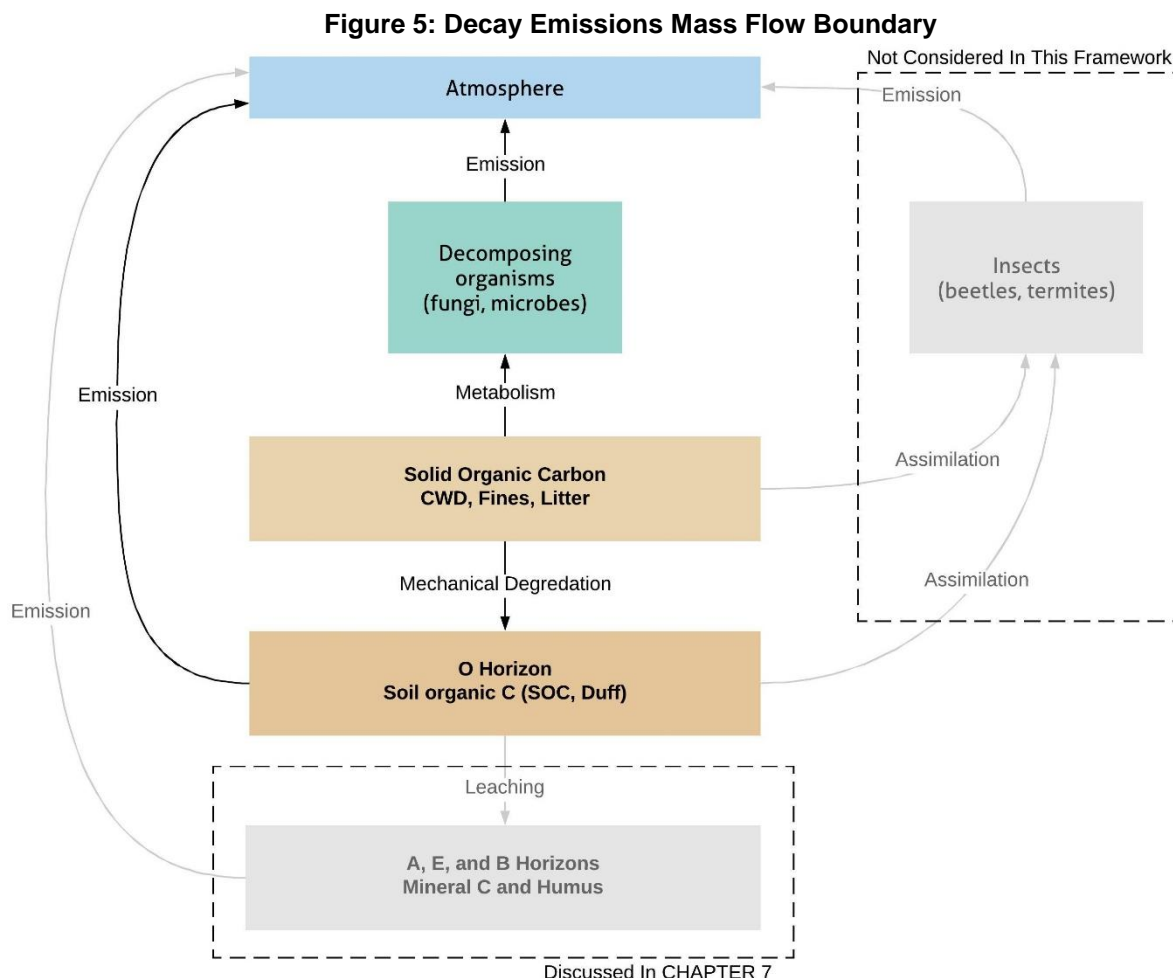 Figure 5: Decay Emissions Mass Flow Boundary
Not Considered In This Framework
Atmosphere
Emission
Emission
Decomposing
organisms
(fungi, microbes)
Insects
(beetles, termites)
Emission
Metabolism
Assimilation
Solid Organic Carbon
CWD, Fines, Litter
Mechanical Degredation
Assimilation
Emission
O Horizon
Soil organic C (SOC, Duff)
Leaching
A, E, and B Horizons
Mineral C and Humus
Discussed In CHAPTER 7